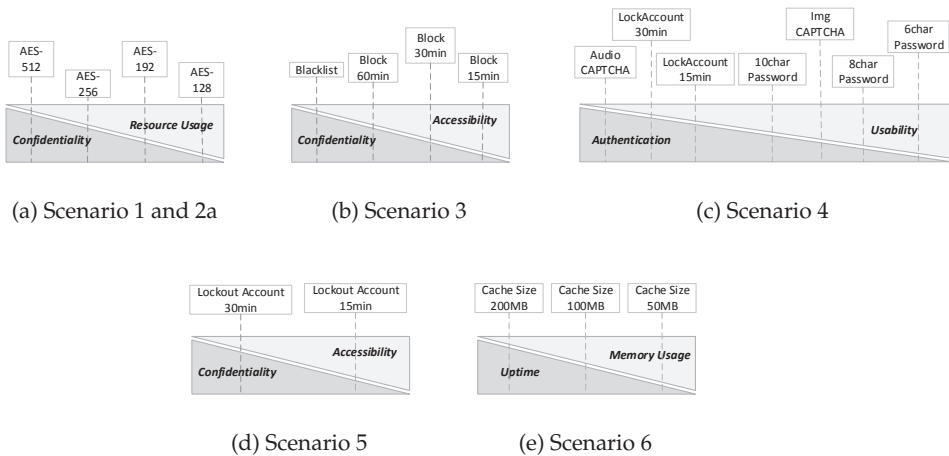 AES-
512
AES-
256
AES-
192
AES-
128
Confidentiality
Resource Usage
(a) Scenario 1 and 2a
Blacklist
Block
60min
Block
30min
Block
15min
Confidentiality
Accessibility
(b) Scenario 3
Audio
CAPTCHA
LockAccount
30min
LockAccount
15min
10char
Password
Img
CAPTCHA
8char
Password
6char
Password
Authentication
Usability
(c) Scenario 4
Lockout Account
30min
Lockout Account
15min
Confidentiality
Accessibility
(d) Scenario 5
Cache Size
200MB
Cache Size
100MB
Cache Size
50MB
Uptime
Memory Usage
(e) Scenario 6